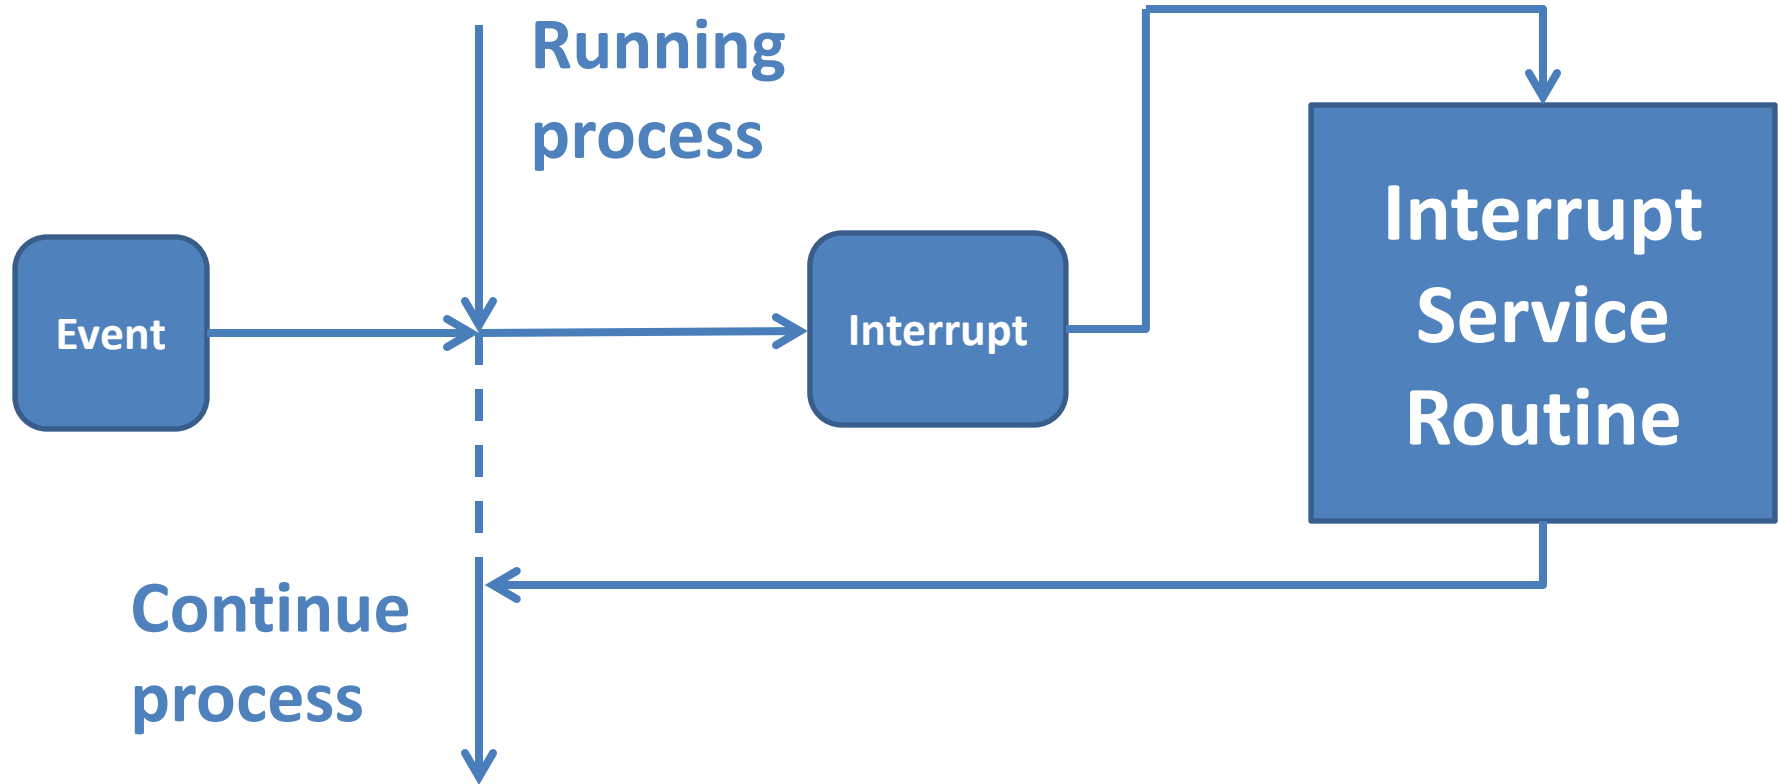 Running
process
Event
Interrupt
Interrupt
Service
Routine
Continue
process